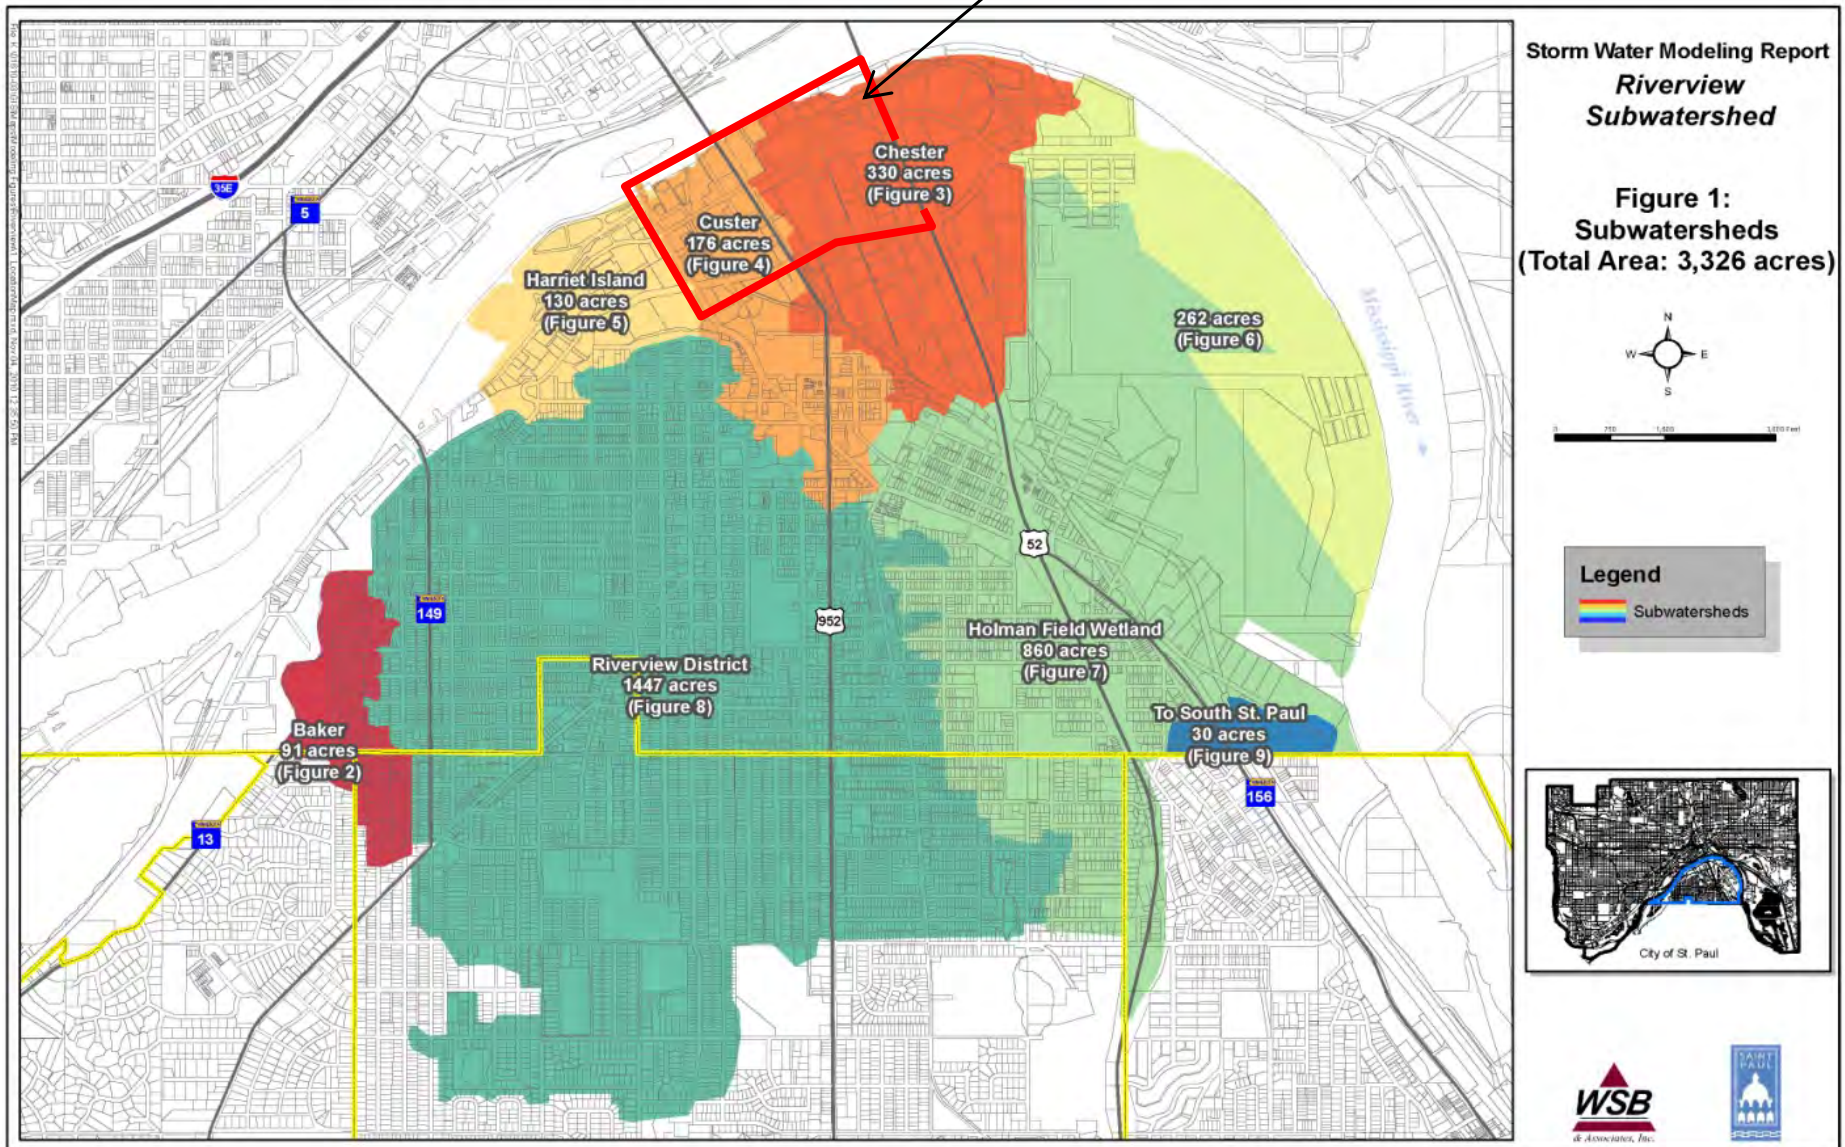 Storm Water Modeling Report
Riverview
Subwatershed
Figure 1:
Subwatersheds
(Total Area: 3,326 acres)
N
W
E
S
Legend
Subwatersheds
City of St. Paul
WSB
& Associates, Inc.
SAINT
PAUL
35E
5
Chester
330 acres
(Figure 3)
Custer
176 acres
(Figure 4)
Harriet Island
130 acres
(Figure 5)
262 acres
(Figure 6)
Mississippi River
52
149
952
Holman Field Wetland
860 acres
(Figure 7)
Riverview District
1447 acres
(Figure 8)
To South St. Paul
30 acres
(Figure 9)
Baker
91 acres
(Figure 2)
156
13